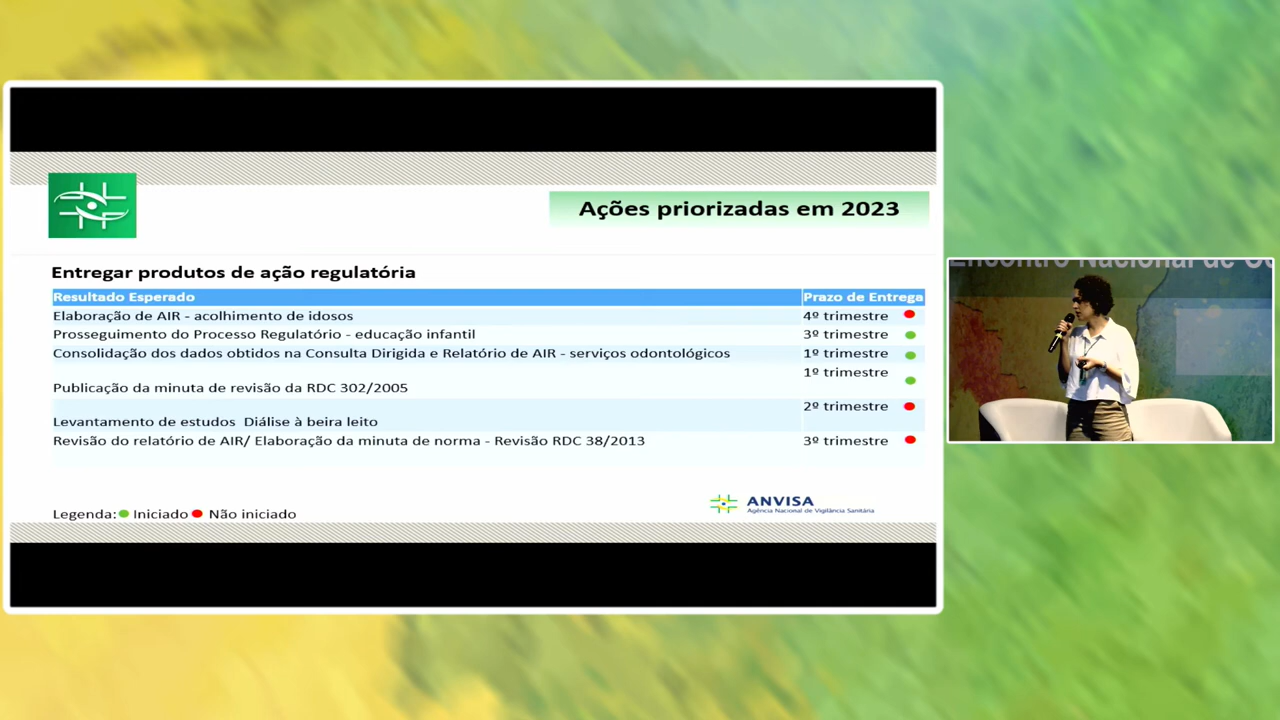 Ações priorizadas em 2023
Entregar produtos de ação regulatória
Resultado Esperado Prazo de Entrega
Elaboração de AIR - acolhimento de idosos 4º trimestre
Prosseguimento do Processo Regulatório - educação infantil 3º trimestre
Consolidação dos dados obtidos na Consulta Dirigida e Relatório de AIR - serviços odontológicos 1º trimestre
Publicação da minuta de revisão da RDC 302/2005 1º trimestre
Levantamento de estudos Diálise à beira leito 2º trimestre
Revisão do relatório de AIR/ Elaboração da minuta de norma - Revisão RDC 38/2013 3º trimestre
Legenda: Iniciado Não iniciado
ANVISA
Agência Nacional de Vigilância Sanitária
Encontro Nacional de